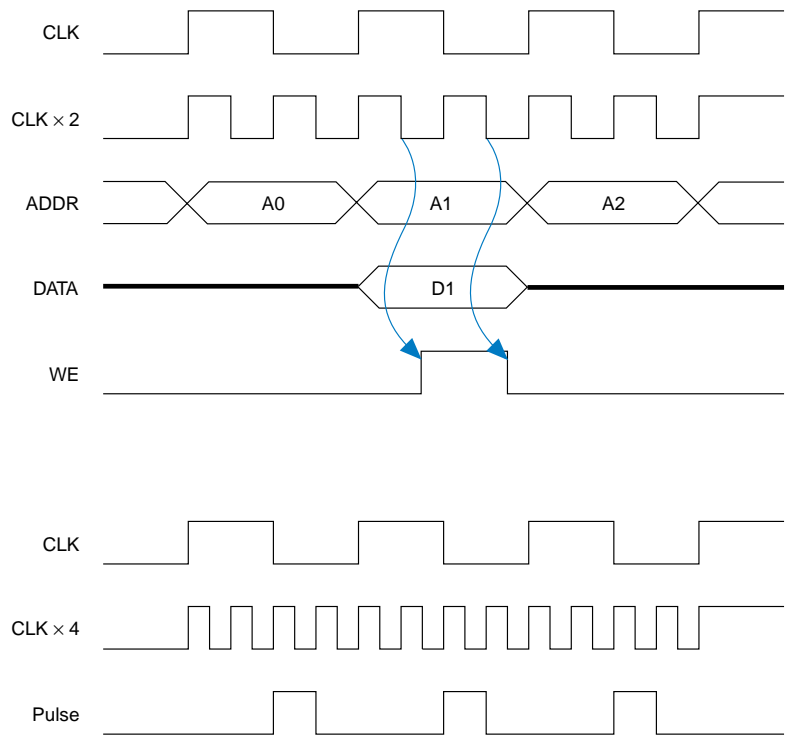 CLK
CLK × 2
ADDR A0 A1 A2
DATA D1
WE
CLK
CLK × 4
Pulse